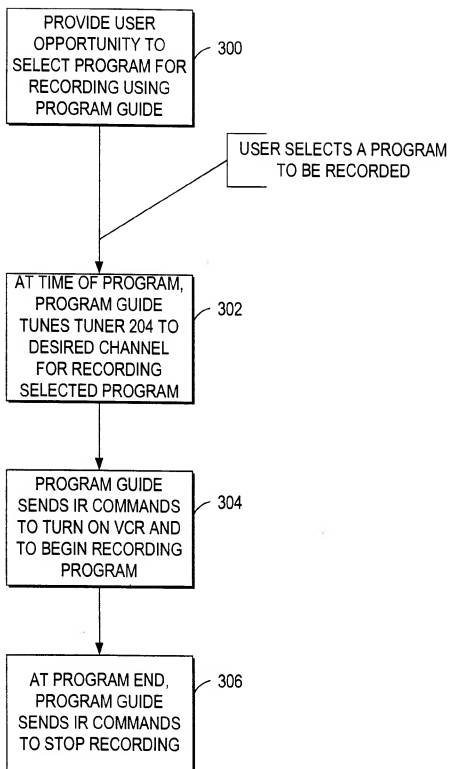 PROVIDE USER
OPPORTUNITY TO
SELECT PROGRAM FOR
RECORDING USING
PROGRAM GUIDE
300
USER SELECTS A PROGRAM
TO BE RECORDED
AT TIME OF PROGRAM,
PROGRAM GUIDE
TUNES TUNER 204 TO
DESIRED CHANNEL
FOR RECORDING
SELECTED PROGRAM
302
PROGRAM GUIDE
SENDS IR COMMANDS
TO TURN ON VCR AND
TO BEGIN RECORDING
PROGRAM
304
AT PROGRAM END,
PROGRAM GUIDE
SENDS IR COMMANDS
TO STOP RECORDING
306